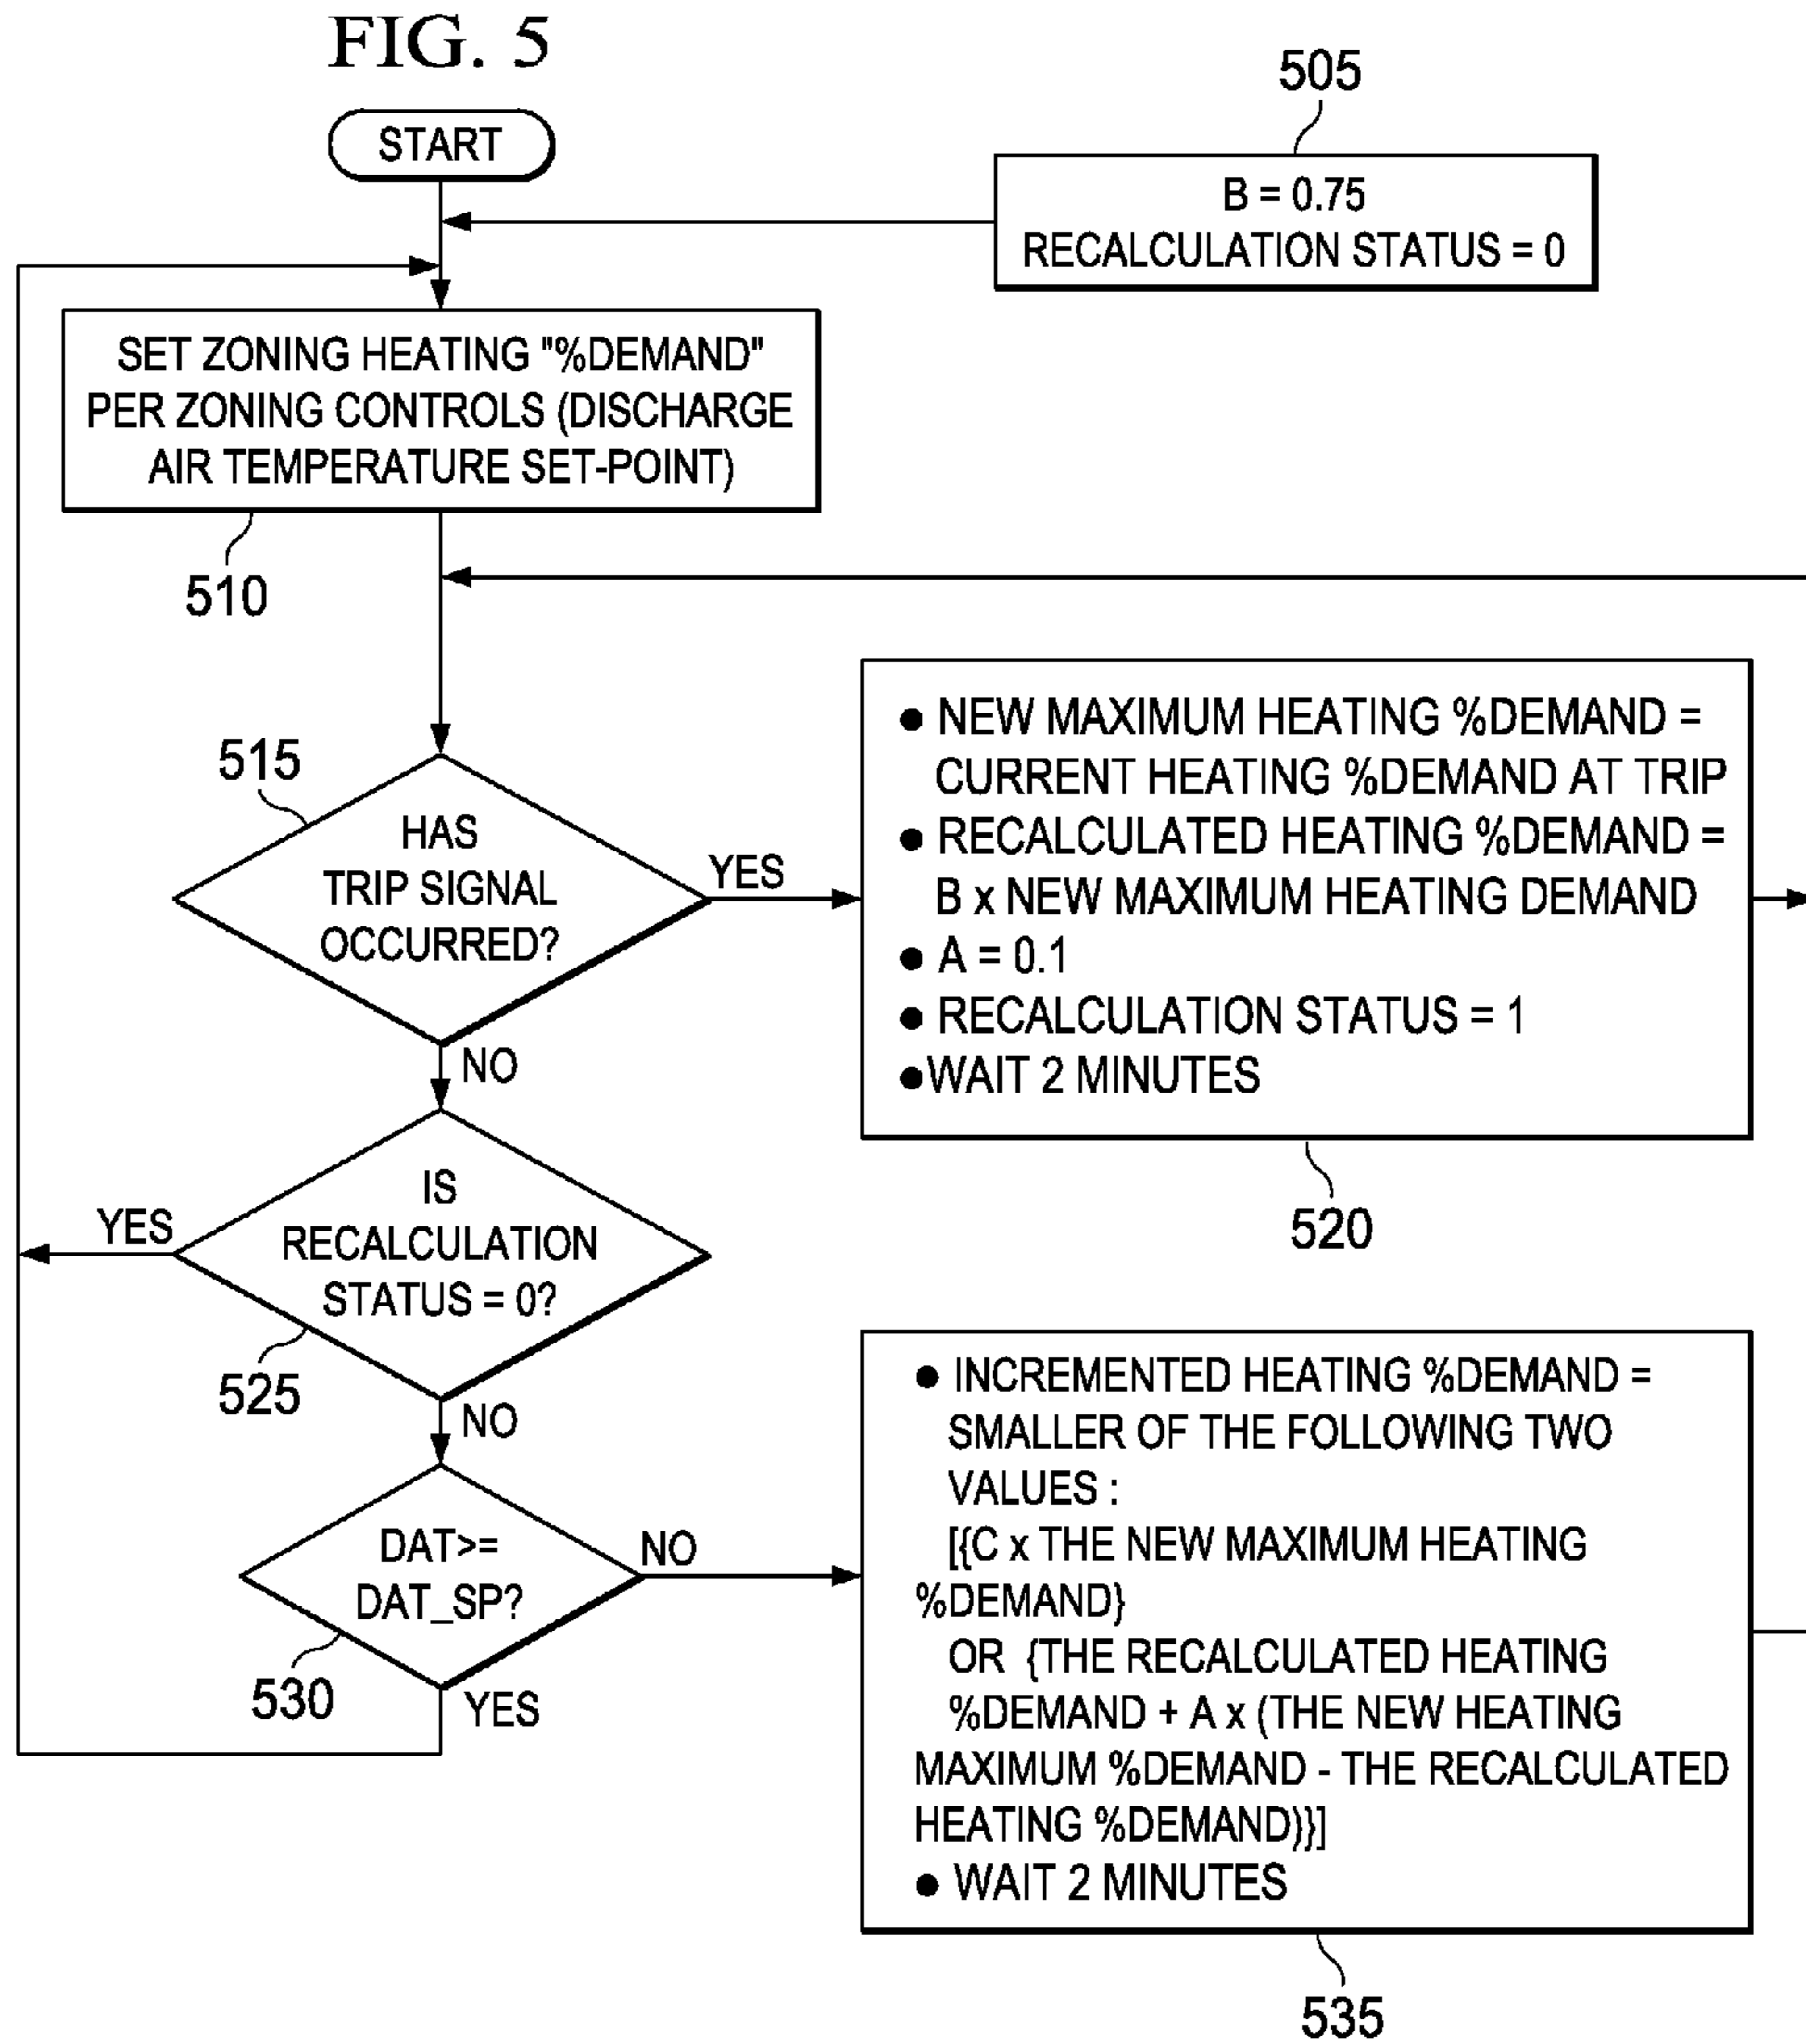 FIG. 5
START
505
B = 0.75
RECALCULATION STATUS = 0
SET ZONING HEATING "%DEMAND"
PER ZONING CONTROLS (DISCHARGE
AIR TEMPERATURE SET-POINT)
510
515
HAS
TRIP SIGNAL
OCCURRED?
YES
NO
● NEW MAXIMUM HEATING %DEMAND =
CURRENT HEATING %DEMAND AT TRIP
● RECALCULATED HEATING %DEMAND =
B x NEW MAXIMUM HEATING DEMAND
● A = 0.1
● RECALCULATION STATUS = 1
●WAIT 2 MINUTES
520
IS
RECALCULATION
STATUS = 0?
YES
525
NO
DAT>=
DAT_SP?
NO
530
YES
● INCREMENTED HEATING %DEMAND =
SMALLER OF THE FOLLOWING TWO
VALUES :
[{C x THE NEW MAXIMUM HEATING
%DEMAND}
OR {THE RECALCULATED HEATING
%DEMAND + A x (THE NEW HEATING
MAXIMUM %DEMAND - THE RECALCULATED
HEATING %DEMAND)}]
● WAIT 2 MINUTES
535